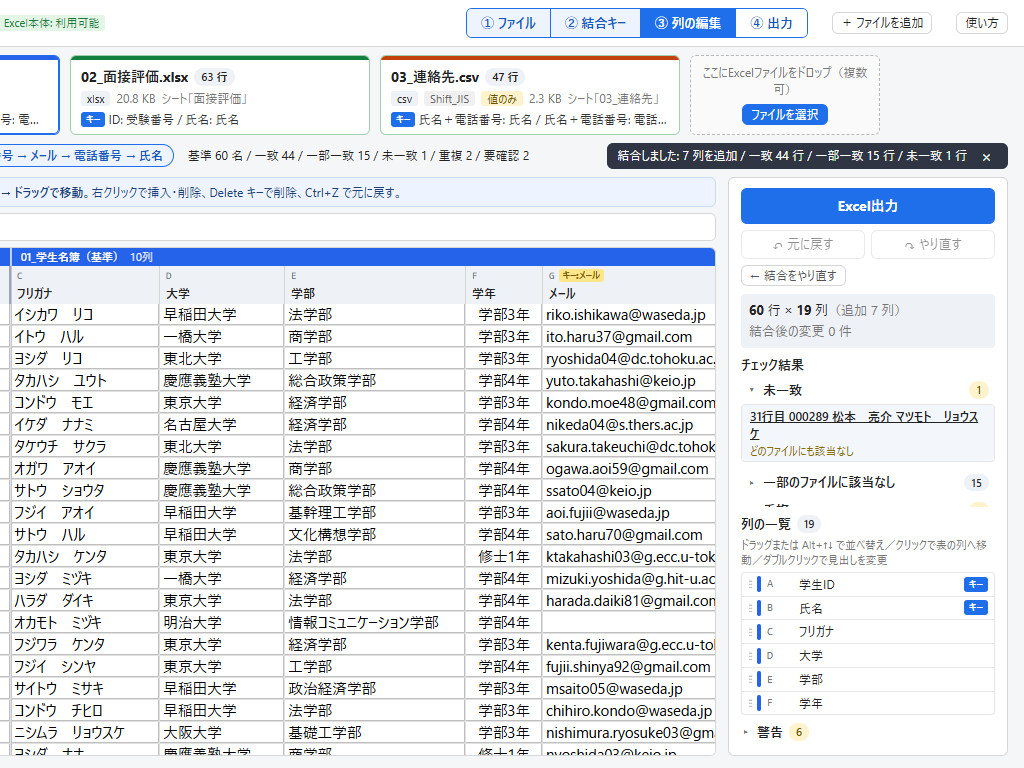 Excel本体: 利用可能
① ファイル
② 結合キー
③ 列の編集
④ 出力
+ ファイルを追加
使い方
号: 電...
02_面接評価.xlsx 63 行
xlsx 20.8 KB シート「面接評価」
キー ID: 受験番号 / 氏名: 氏名
03_連絡先.csv 47 行
csv Shift_JIS 値のみ 2.3 KB シート「03_連絡先」
キー 氏名＋電話番号: 氏名 / 氏名＋電話番号: 電話...
ここにExcelファイルをドロップ（複数
可）
ファイルを選択
号 → メール → 電話番号 → 氏名
基準 60 名 / 一致 44 / 一部一致 15 / 未一致 1 / 重複 2 / 要確認 2
結合しました: 7 列を追加 / 一致 44 行 / 一部一致 15 行 / 未一致 1 行 ×
→ ドラッグで移動。右クリックで挿入・削除、Delete キーで削除、Ctrl+Z で元に戻す。
01_学生名簿（基準） 10列
C D E F G キー:メール
フリガナ 大学 学部 学年 メール
イシカワ　リコ 早稲田大学 法学部 学部3年 riko.ishikawa@waseda.jp
イトウ　ハル 一橋大学 商学部 学部3年 ito.haru37@gmail.com
ヨシダ　リコ 東北大学 工学部 学部3年 ryoshida04@dc.tohoku.ac.
タカハシ　ユウト 慶應義塾大学 総合政策学部 学部4年 yuto.takahashi@keio.jp
コンドウ　モエ 東京大学 経済学部 学部3年 kondo.moe48@gmail.com
イケダ　ナナミ 名古屋大学 経済学部 学部4年 nikeda04@s.thers.ac.jp
タケウチ　サクラ 東北大学 法学部 学部3年 sakura.takeuchi@dc.tohok
オガワ　アオイ 慶應義塾大学 商学部 学部4年 ogawa.aoi59@gmail.com
サトウ　ショウタ 慶應義塾大学 総合政策学部 学部4年 ssato04@keio.jp
フジイ　アオイ 早稲田大学 基幹理工学部 学部3年 aoi.fujii@waseda.jp
サトウ　ハル 早稲田大学 文化構想学部 学部4年 sato.haru70@gmail.com
タカハシ　ケンタ 東京大学 法学部 修士1年 ktakahashi03@g.ecc.u-tok
ヨシダ　ミヅキ 一橋大学 経済学部 学部4年 mizuki.yoshida@g.hit-u.ac
ハラダ　ダイキ 東京大学 法学部 学部4年 harada.daiki81@gmail.com
オカモト　ミヅキ 明治大学 情報コミュニケーション学部 学部4年
フジワラ　ケンタ 東京大学 経済学部 学部3年 kenta.fujiwara@g.ecc.u-tol
フジイ　シンヤ 東京大学 工学部 学部4年 fujii.shinya92@gmail.com
サイトウ　ミサキ 早稲田大学 政治経済学部 学部3年 msaito05@waseda.jp
コンドウ　チヒロ 早稲田大学 法学部 学部4年 chihiro.kondo@waseda.jp
ニシムラ　リョウスケ 大阪大学 基礎工学部 学部3年 nishimura.ryosuke03@gma
ヨシダ　ナナ 慶應義塾大学 商学部 修士1年 nyoshida03@keio.jp
Excel出力
元に戻す
やり直す
← 結合をやり直す
60 行 × 19 列（追加 7 列）
結合後の変更 0 件
チェック結果
未一致 1
31行目 000289 松本　亮介 マツモト　リョウス
ケ
どのファイルにも該当なし
一部のファイルに該当なし 15
列の一覧 19
ドラッグまたは Alt+↑↓ で並べ替え／クリックで表の列へ移
動／ダブルクリックで見出しを変更
A 学生ID キー
B 氏名 キー
C フリガナ
D 大学
E 学部
F 学年
警告 6